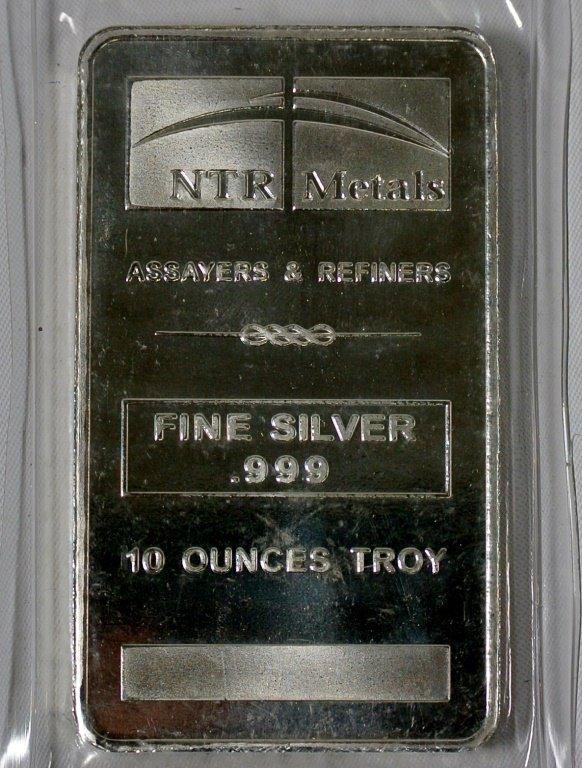 NTR Metals
ASSAYERS & REFINERS
FINE SILVER
.999
10 OUNCES TROY